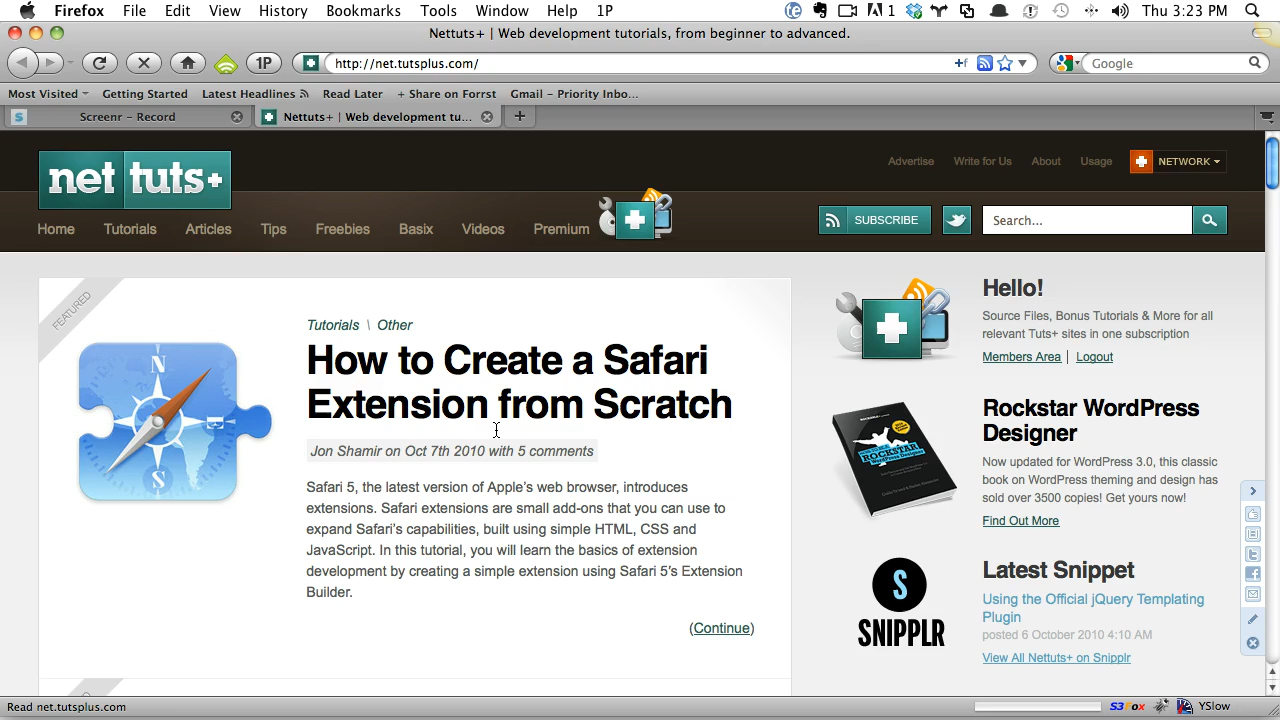 Firefox File Edit View History Bookmarks Tools Window Help 1P 1 Thu 3:23 PM
Nettuts+ | Web development tutorials, from beginner to advanced.
1P http://net.tutsplus.com/ +f Google
Most Visited Getting Started Latest Headlines Read Later + Share on Forrst Gmail - Priority Inbo...
S Screenr - Record Nettuts+ | Web development tu... +
net tuts+
Advertise Write for Us About Usage NETWORK
Home Tutorials Articles Tips Freebies Basix Videos Premium
SUBSCRIBE Search...
FEATURED
Tutorials \ Other
How to Create a Safari
Extension from Scratch
Jon Shamir on Oct 7th 2010 with 5 comments
Safari 5, the latest version of Apple’s web browser, introduces
extensions. Safari extensions are small add-ons that you can use to
expand Safari’s capabilities, built using simple HTML, CSS and
JavaScript. In this tutorial, you will learn the basics of extension
development by creating a simple extension using Safari 5’s Extension
Builder.
(Continue)
N
S
Hello!
Source Files, Bonus Tutorials & More for all
relevant Tuts+ sites in one subscription
Members Area | Logout
Rockstar WordPress
Designer
Now updated for WordPress 3.0, this classic
book on WordPress theming and design has
sold over 3500 copies! Get yours now!
Find Out More
S
SNIPPLR
Latest Snippet
Using the Official jQuery Templating
Plugin
posted 6 October 2010 4:10 AM
View All Nettuts+ on Snipplr
Read net.tutsplus.com S3Fox YSlow